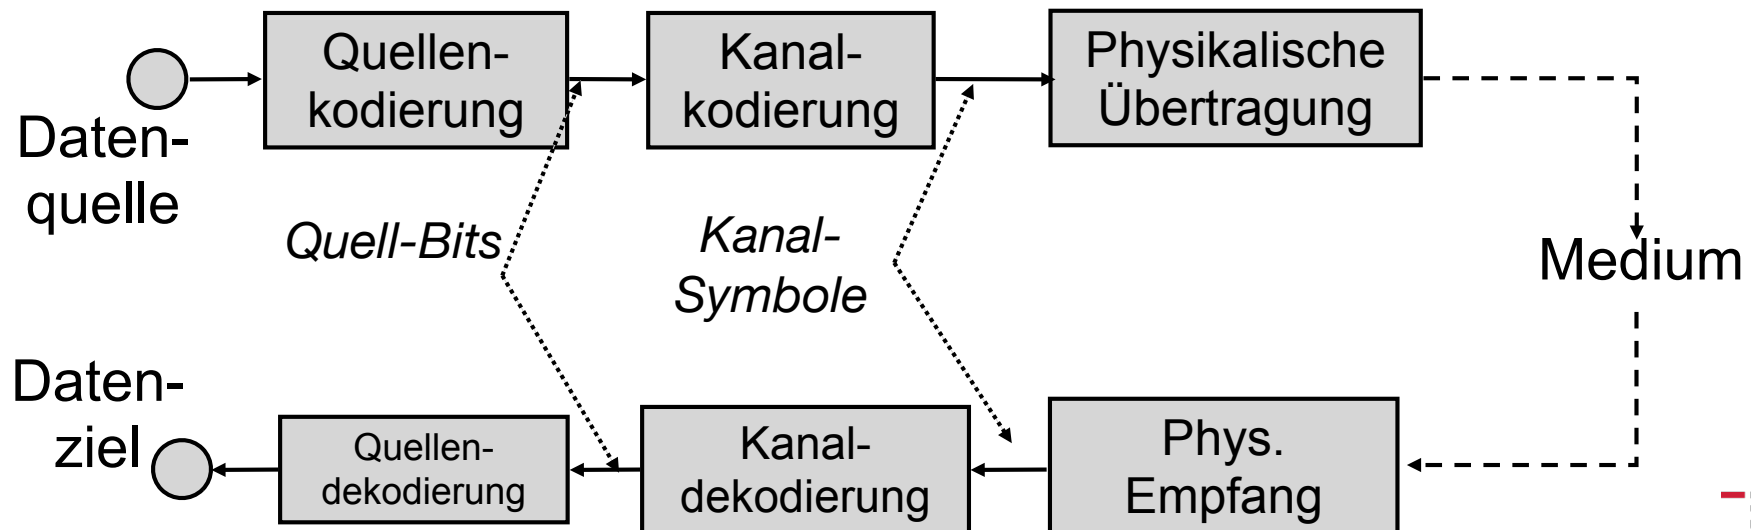 Quellen-
kodierung
Kanal-
kodierung
Physikalische
Übertragung
Daten-
quelle
Quell-Bits
Kanal-
Symbole
Medium
Daten-
ziel
Quellen-
dekodierung
Kanal-
dekodierung
Phys.
Empfang